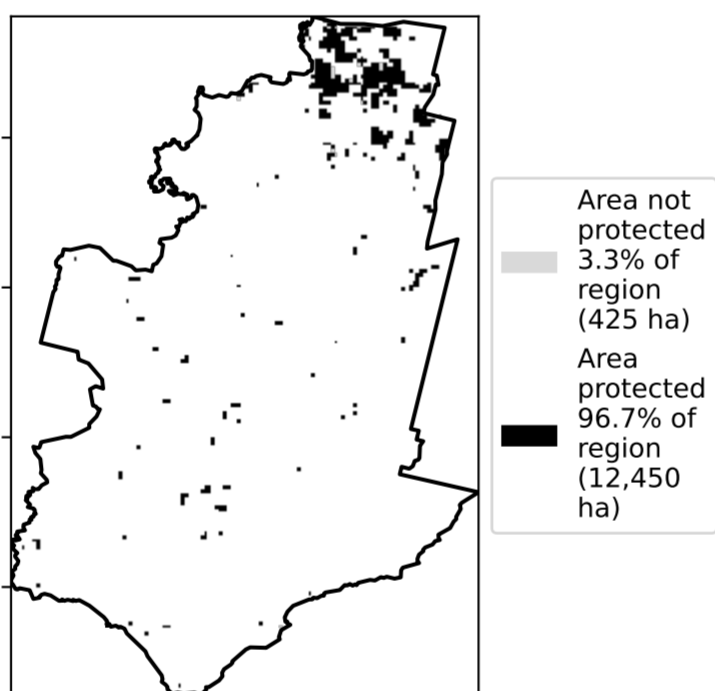 Area not
protected
3.3% of
region
(425 ha)
Area
protected
96.7% of
region
(12,450
ha)